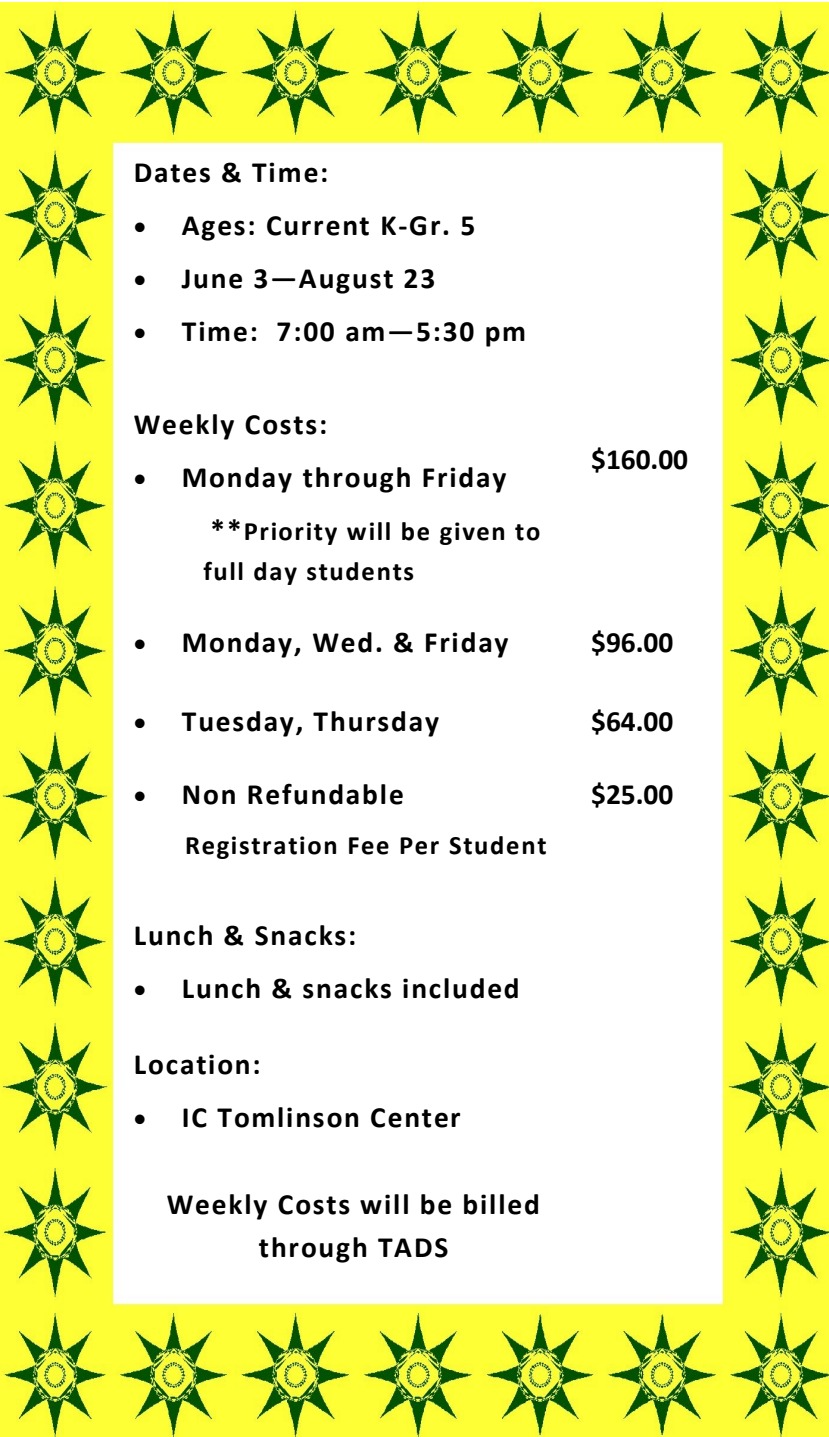 Dates & Time:
• Ages: Current K-Gr. 5
• June 3—August 23
• Time:  7:00 am—5:30 pm
Weekly Costs:
• Monday through Friday $160.00
**Priority will be given to
full day students
• Monday, Wed. & Friday $96.00
• Tuesday, Thursday $64.00
• Non Refundable $25.00
Registration Fee Per Student
Lunch & Snacks:
• Lunch & snacks included
Location:
• IC Tomlinson Center
Weekly Costs will be billed
through TADS